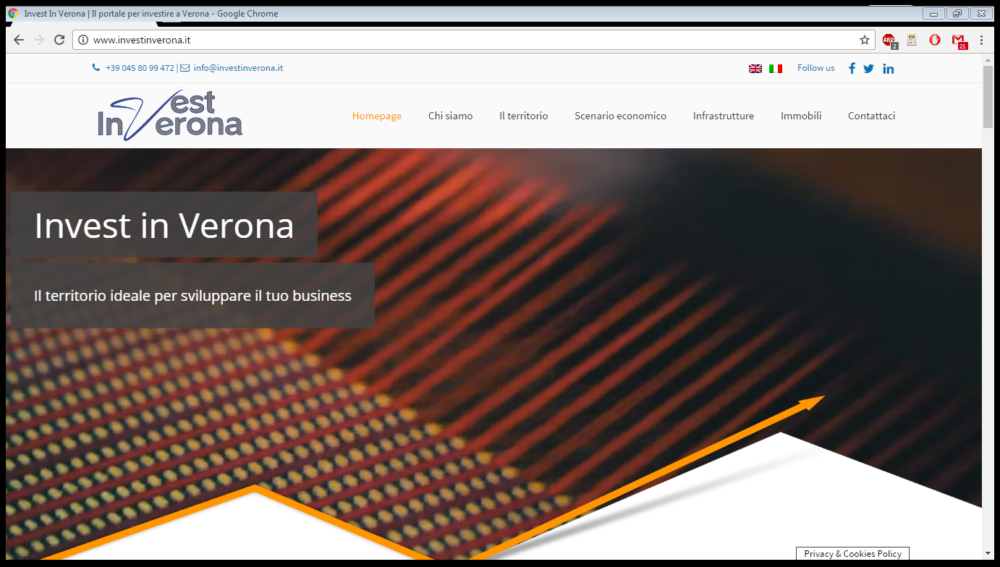 Invest In Verona | Il portale per investire a Verona - Google Chrome
www.investinverona.it
ABP
2
21
+39 045 80 99 472 | info@investinverona.it
Follow us
Invest
InVerona
Homepage Chi siamo Il territorio Scenario economico Infrastrutture Immobili Contattaci
Invest in Verona
Il territorio ideale per sviluppare il tuo business
Privacy & Cookies Policy